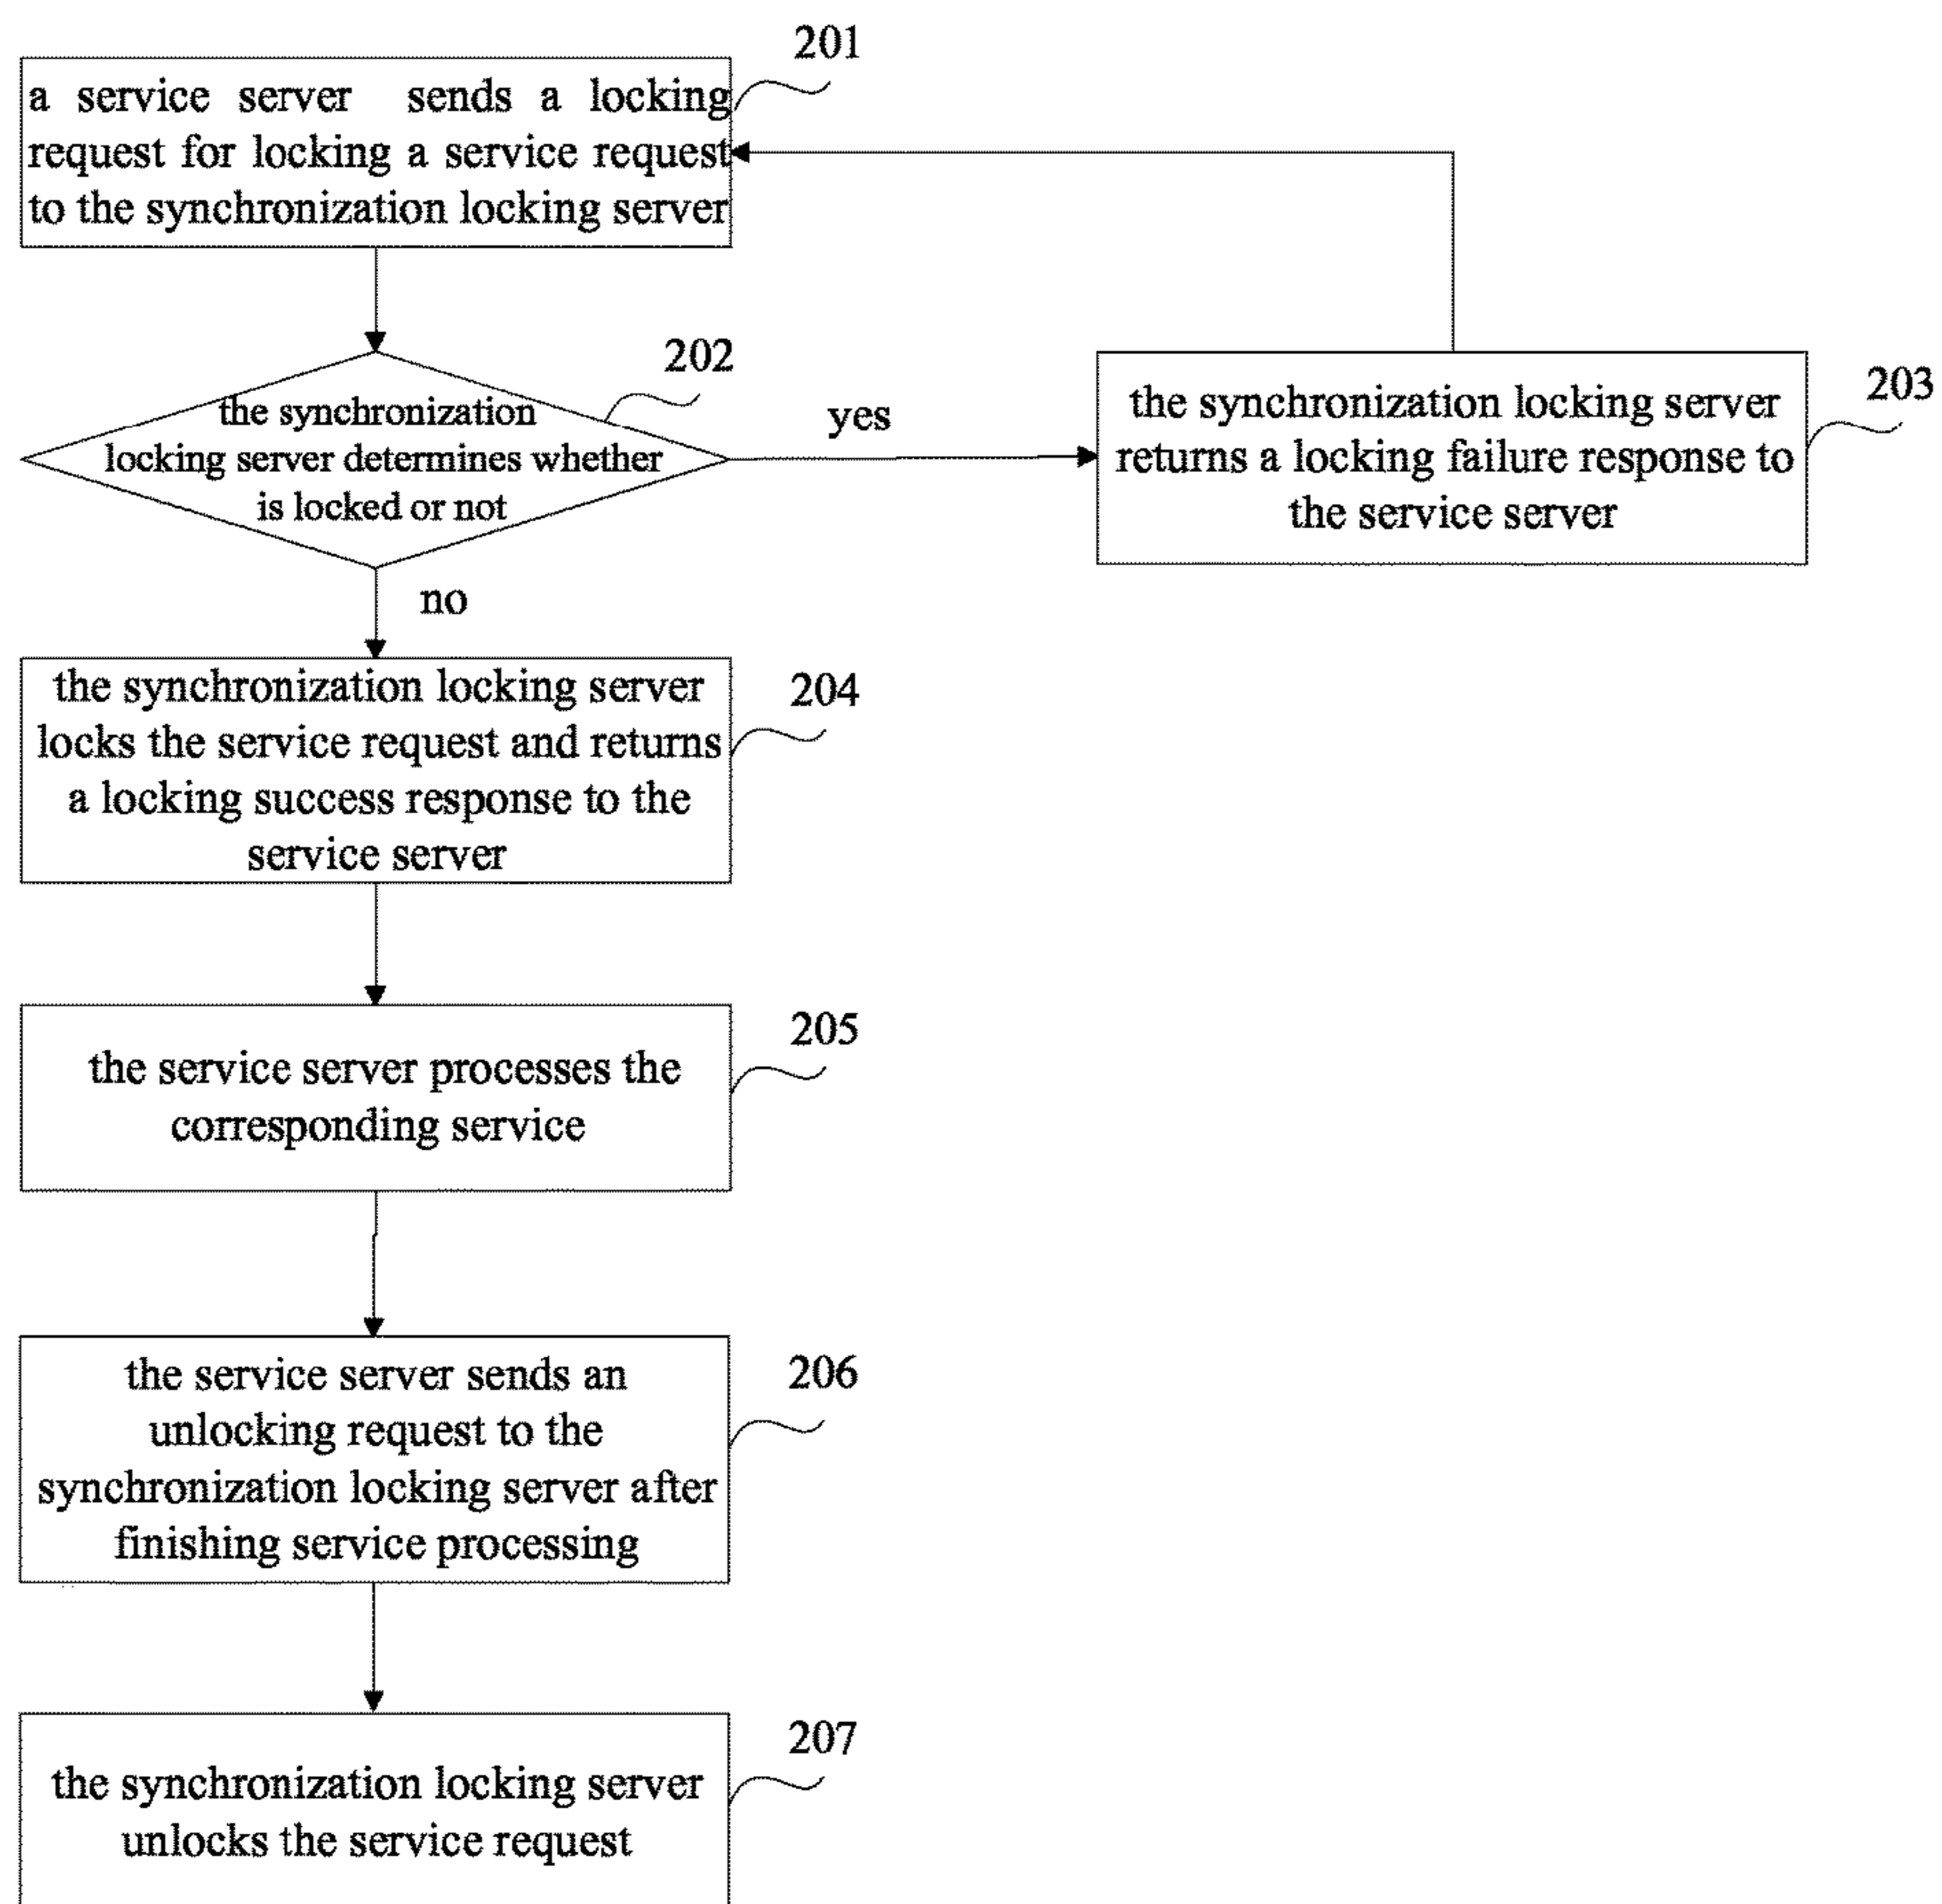 201
a service server sends a locking
request for locking a service request
to the synchronization locking server
202
the synchronization
locking server determines whether
is locked or not
yes
203
the synchronization locking server
returns a locking failure response to
the service server
no
204
the synchronization locking server
locks the service request and returns
a locking success response to the
service server
205
the service server processes the
corresponding service
206
the service server sends an
unlocking request to the
synchronization locking server after
finishing service processing
207
the synchronization locking server
unlocks the service request